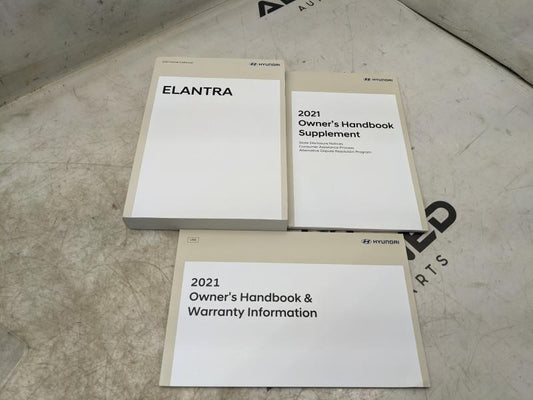 HYUNDAI
ELANTRA
HYUNDAI
2021
Owner's Handbook
Supplement
State Disclosure Notices
Consumer Assistance Process
Alternative Dispute Resolution Program
HYUNDAI
2021
Owner's Handbook &
Warranty Information